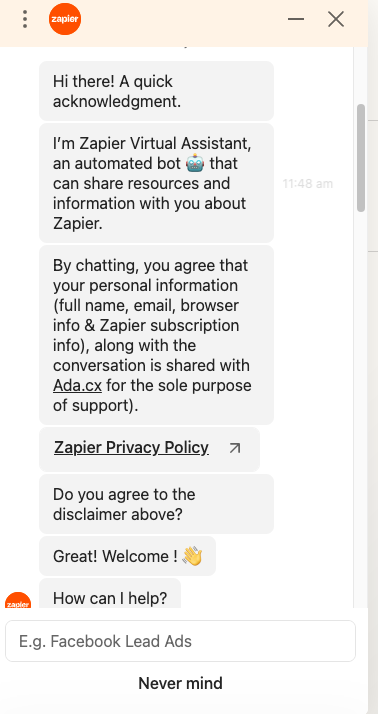 zapier
Hi there! A quick
acknowledgment.
I’m Zapier Virtual Assistant,
an automated bot 🤖 that
can share resources and
information with you about
Zapier.
11:48 am
By chatting, you agree that
your personal information
(full name, email, browser
info & Zapier subscription
info), along with the
conversation is shared with
Ada.cx for the sole purpose
of support).
Zapier Privacy Policy
Do you agree to the
disclaimer above?
Great! Welcome ! 👋
How can I help?
zapier
E.g. Facebook Lead Ads
Never mind